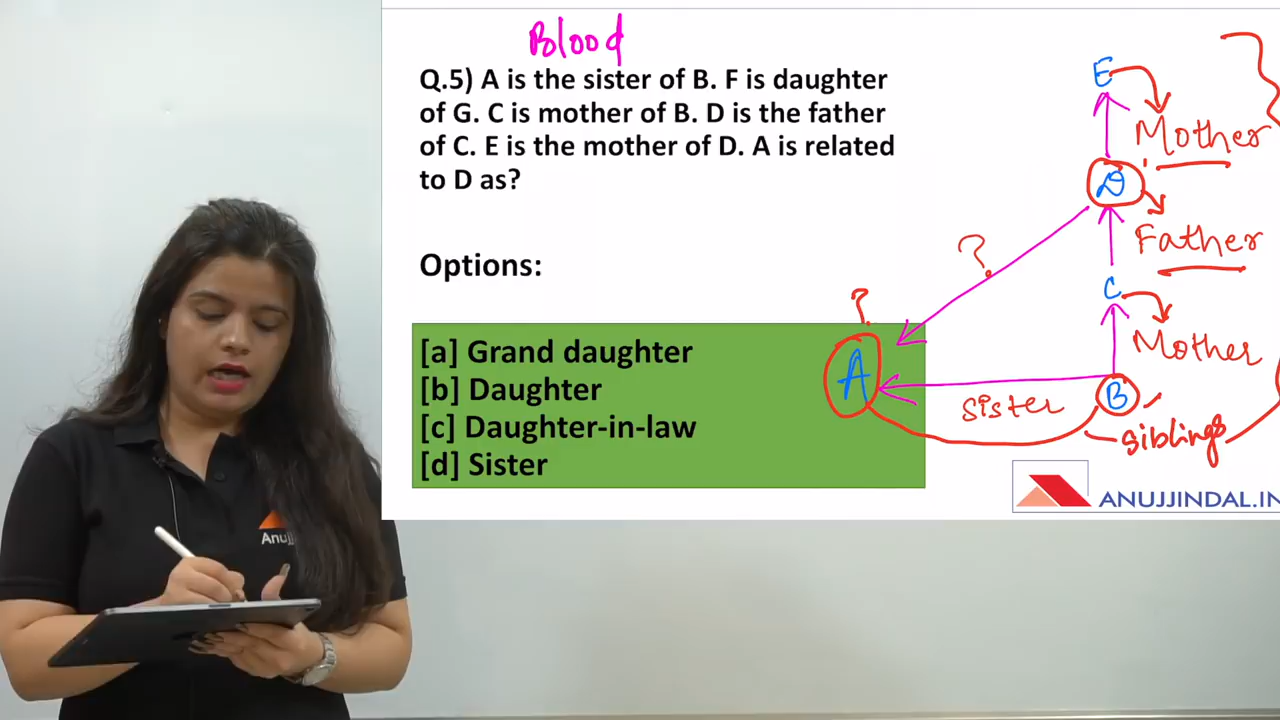 Blood
Q.5) A is the sister of B. F is daughter
of G. C is mother of B. D is the father
of C. E is the mother of D. A is related
to D as?
Options:
[a] Grand daughter
[b] Daughter
[c] Daughter-in-law
[d] Sister
E
Mother
D
Father
?
C
Mother
?
A
B
sister
siblings
ANUJJINDAL.IN